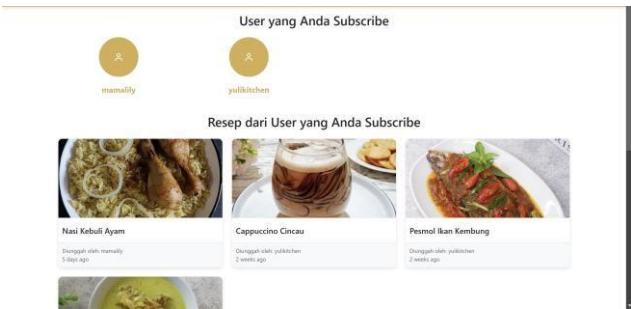 User yang Anda Subscribe
mamalily
yulikitchen
Resep dari User yang Anda Subscribe
Nasi Kebuli Ayam
Diunggah oleh: mamalily
5 days ago
Cappuccino Cincau
Diunggah oleh: yulikitchen
2 weeks ago
Pesmol Ikan Kembung
Diunggah oleh: yulikitchen
2 weeks ago